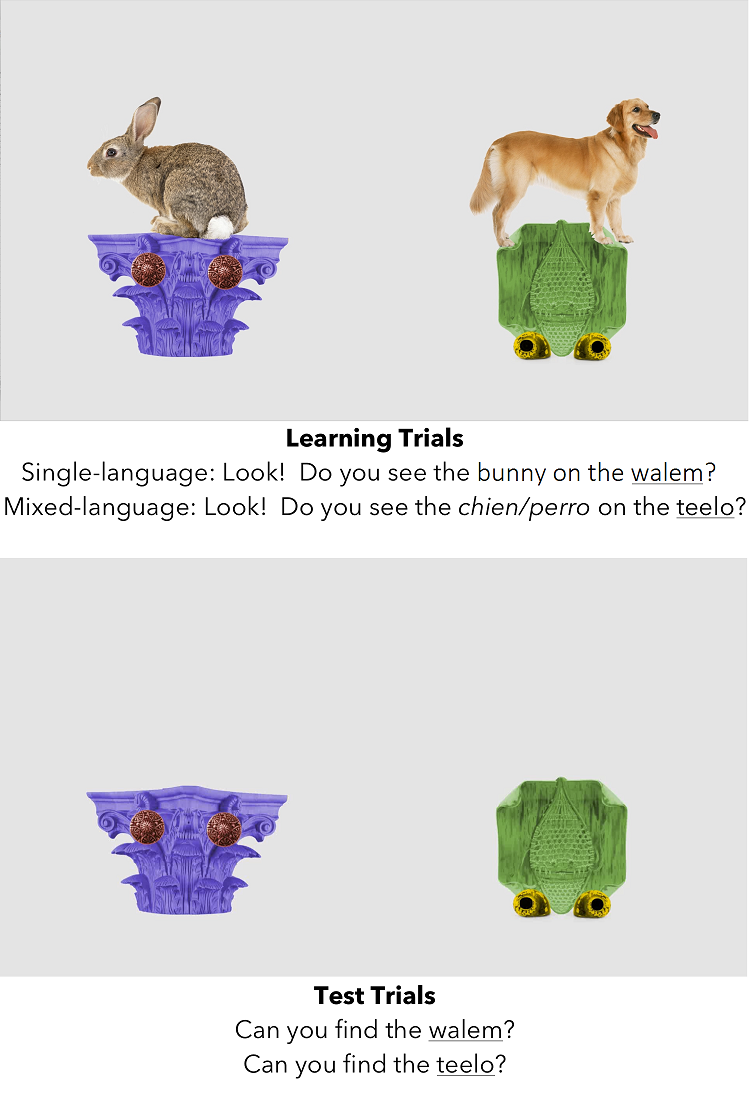 Learning Trials
Single-language: Look!  Do you see the bunny on the walem?
Mixed-language: Look!  Do you see the chien/perro on the teelo?
Test Trials
Can you find the walem?
Can you find the teelo?